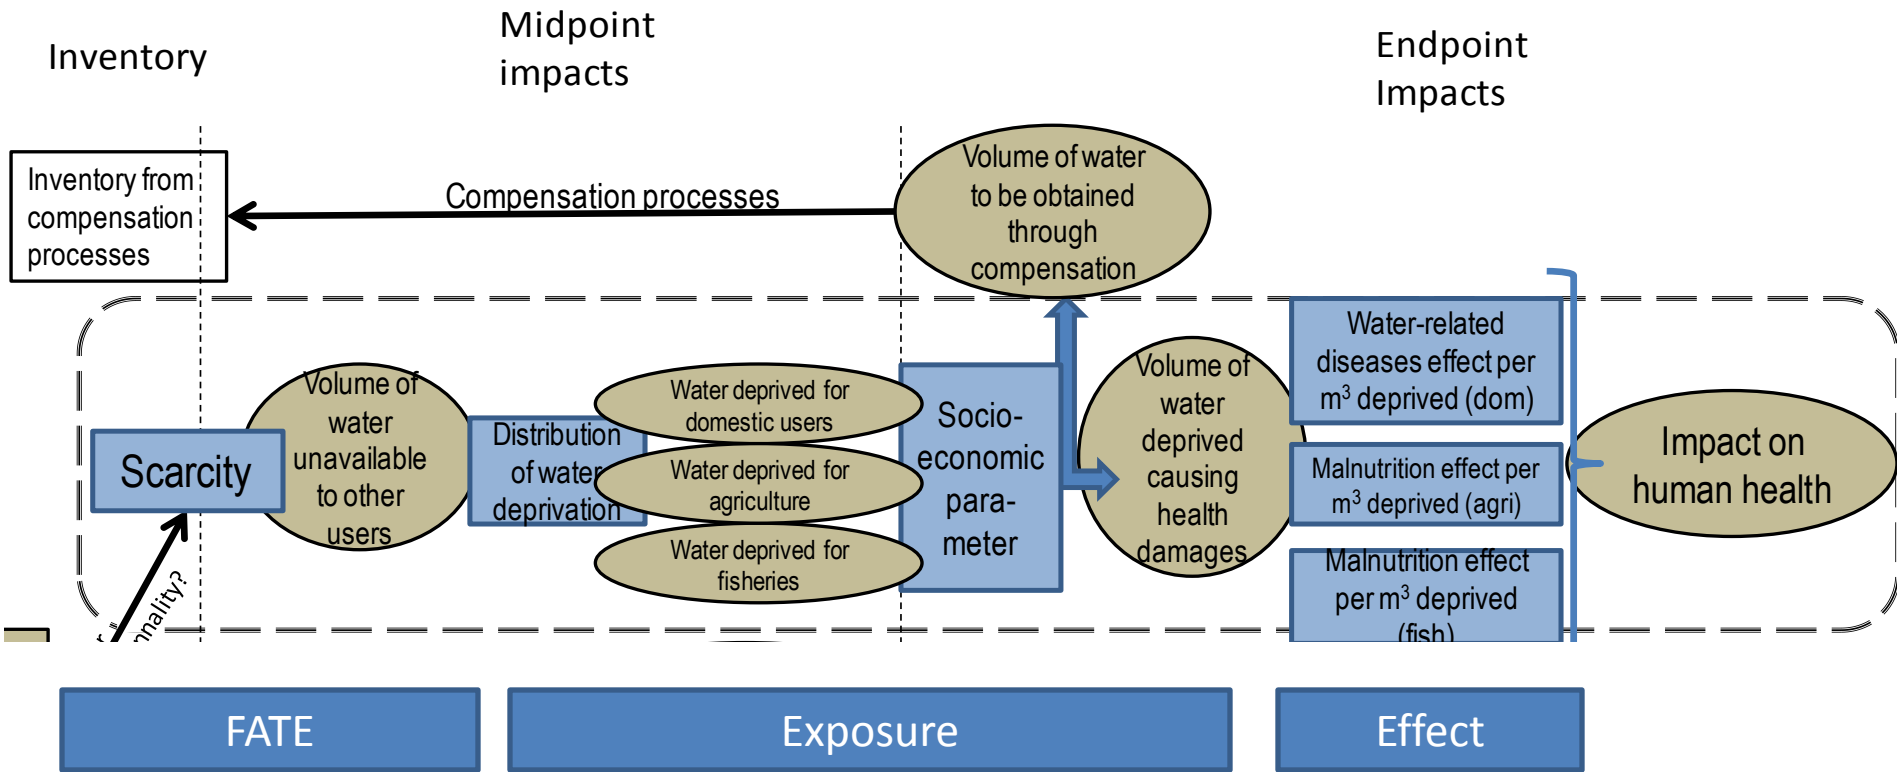 Inventory
Midpoint
impacts
Endpoint
Impacts
Inventory from
compensation
processes
Compensation processes
Volume of water
to be obtained
through
compensation
Scarcity
Volume of
water
unavailable
to other
users
Distribution
of water
deprivation
Water deprived for
domestic users
Water deprived for
agriculture
Water deprived for
fisheries
Socio-
economic
para-
meter
Volume of
water
deprived
causing
health
damages
Water-related
diseases effect per
m³ deprived (dom)
Malnutrition effect per
m³ deprived (agri)
Malnutrition effect
per m³ deprived
(fish)
Impact on
human health
FATE
Exposure
Effect